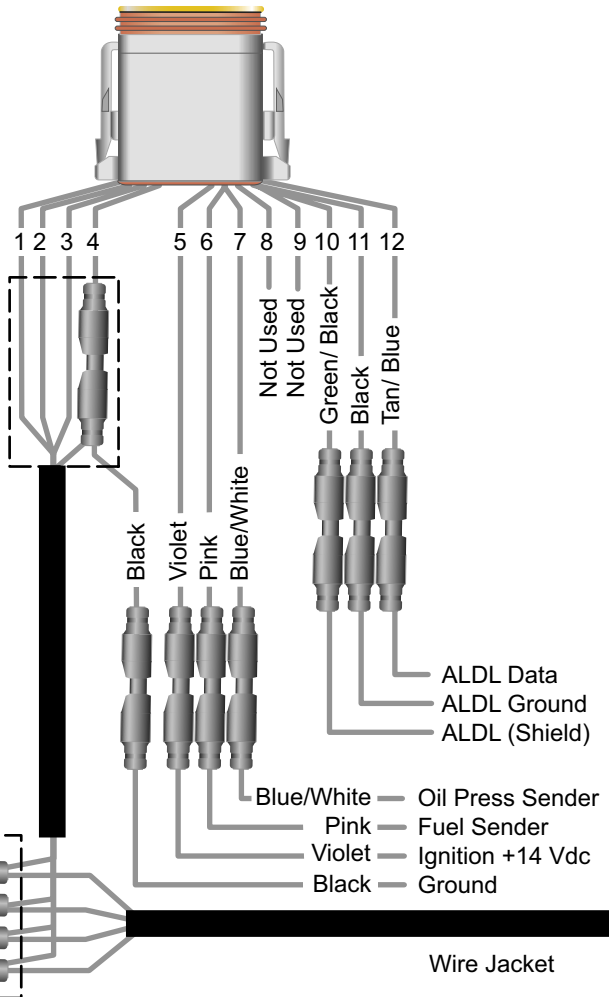 1 2 3 4 5 6 7 8 9 10 11 12
Not Used
Not Used
Green/ Black
Black
Tan/ Blue
Black
Violet
Pink
Blue/White
ALDL Data
ALDL Ground
ALDL (Shield)
Blue/White Oil Press Sender
Pink Fuel Sender
Violet Ignition +14 Vdc
Black Ground
Wire Jacket